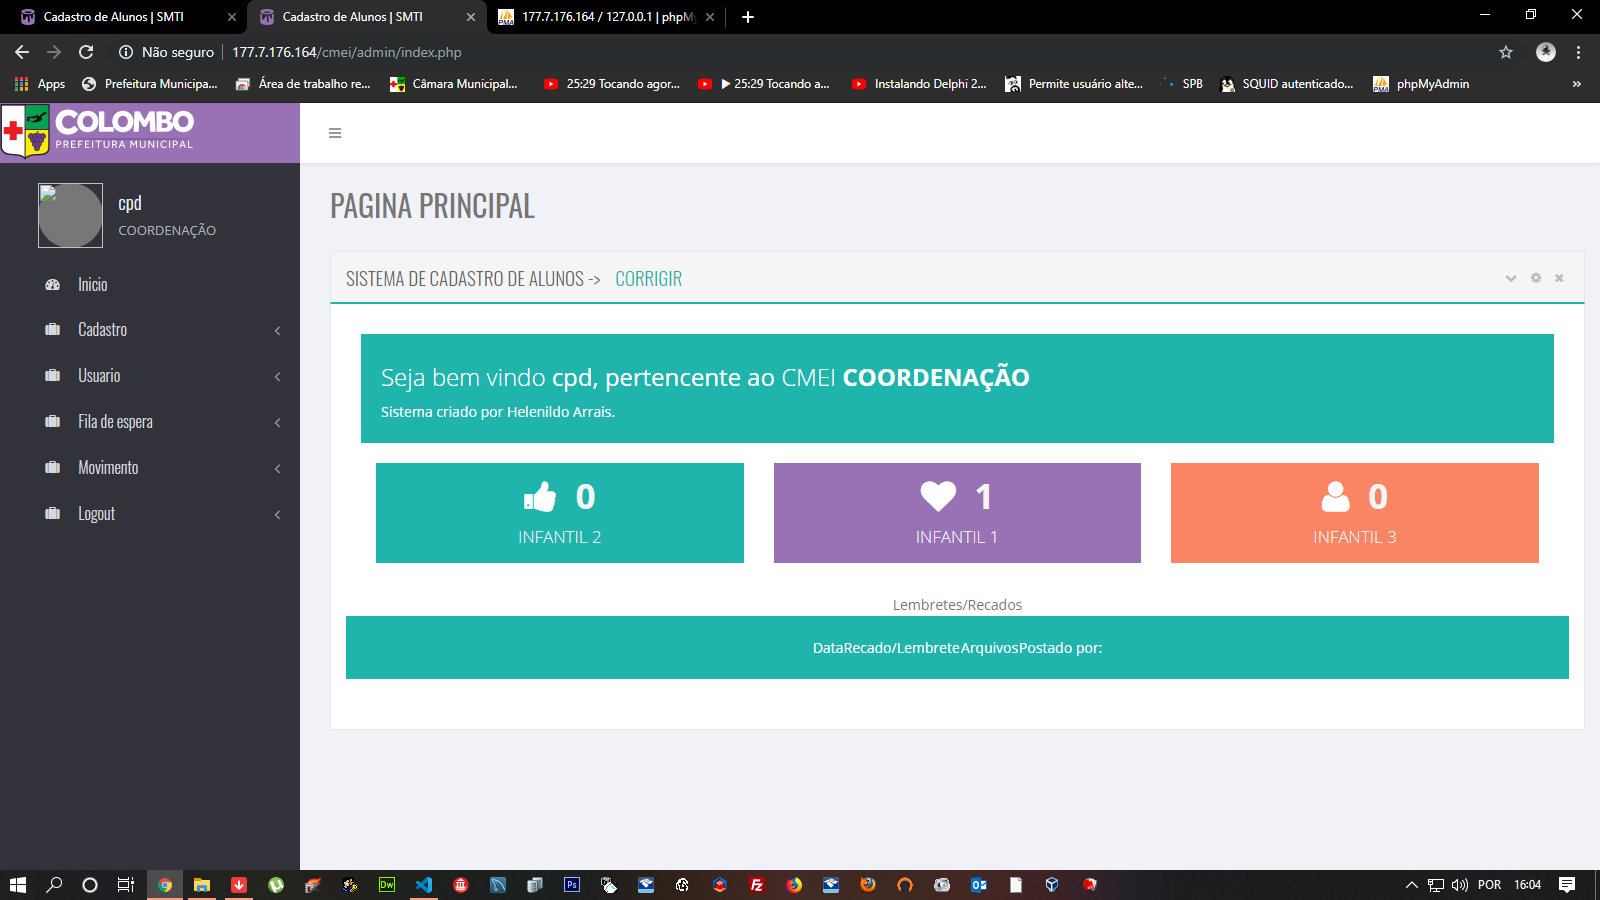 Cadastro de Alunos | SMTI
Cadastro de Alunos | SMTI
177.7.176.164 / 127.0.0.1 | phpMy
Não seguro
177.7.176.164/cmei/admin/index.php
Apps
Prefeitura Municipa...
Área de trabalho re...
Câmara Municipal...
25:29 Tocando agor...
▶ 25:29 Tocando a...
Instalando Delphi 2...
Permite usuário alte...
SPB
SQUID autenticado...
phpMyAdmin
»
COLOMBO
PREFEITURA MUNICIPAL
cpd
COORDENAÇÃO
Inicio
Cadastro
Usuario
Fila de espera
Movimento
Logout
PAGINA PRINCIPAL
SISTEMA DE CADASTRO DE ALUNOS -> CORRIGIR
Seja bem vindo cpd, pertencente ao CMEI COORDENAÇÃO
Sistema criado por Helenildo Arrais.
0
INFANTIL 2
1
INFANTIL 1
0
INFANTIL 3
Lembretes/Recados
DataRecado/LembreteArquivosPostado por:
Dw
Ps
Fz
POR
16:04